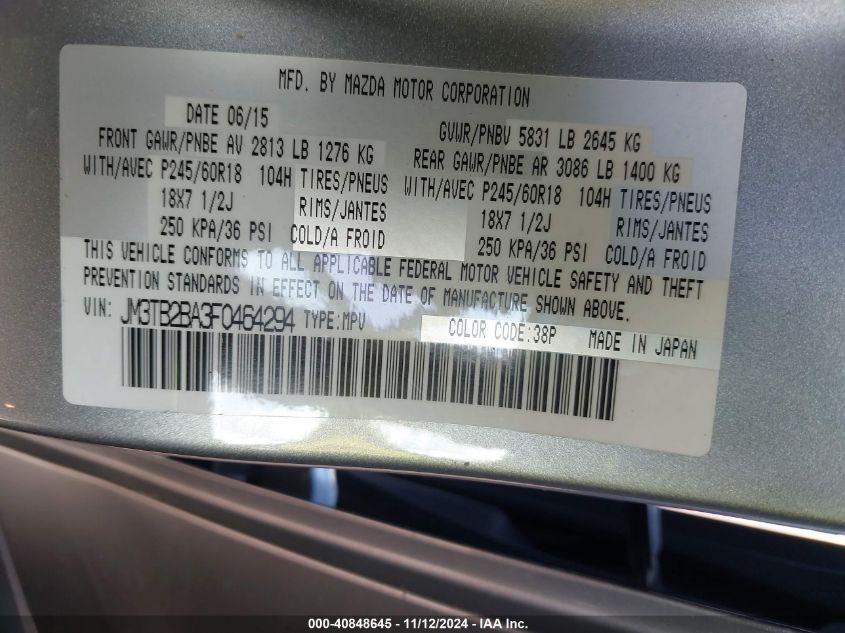 MFD. BY MAZDA MOTOR CORPORATION
DATE 06/15 GVWR/PNBV 5831 LB 2645 KG
FRONT GAWR/PNBE AV 2813 LB 1276 KG REAR GAWR/PNBE AR 3086 LB 1400 KG
WITH/AVEC P245/60R18 104H TIRES/PNEUS WITH/AVEC P245/60R18 104H TIRES/PNEUS
18X7 1/2J RIMS/JANTES 18X7 1/2J RIMS/JANTES
250 KPA/36 PSI COLD/A FROID 250 KPA/36 PSI COLD/A FROID
THIS VEHICLE CONFORMS TO ALL APPLICABLE FEDERAL MOTOR VEHICLE SAFETY AND THEFT
PREVENTION STANDARDS IN EFFECT ON THE DATE OF MANUFACTURE SHOWN ABOVE.
VIN: JM3TB2BA3F0464294 TYPE:MPV COLOR CODE:38P MADE IN JAPAN
000-40848645 - 11/12/2024 - IAA Inc.